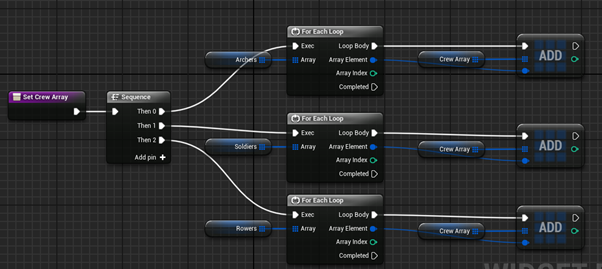 For Each Loop
Exec Loop Body
Archers Array Array Element Crew Array ADD
Array Index
Completed
Set Crew Array Sequence
Then 0
Then 1
Then 2
Add pin +
For Each Loop
Exec Loop Body
Soldiers Array Array Element Crew Array ADD
Array Index
Completed
For Each Loop
Exec Loop Body
Rowers Array Array Element Crew Array ADD
Array Index
Completed